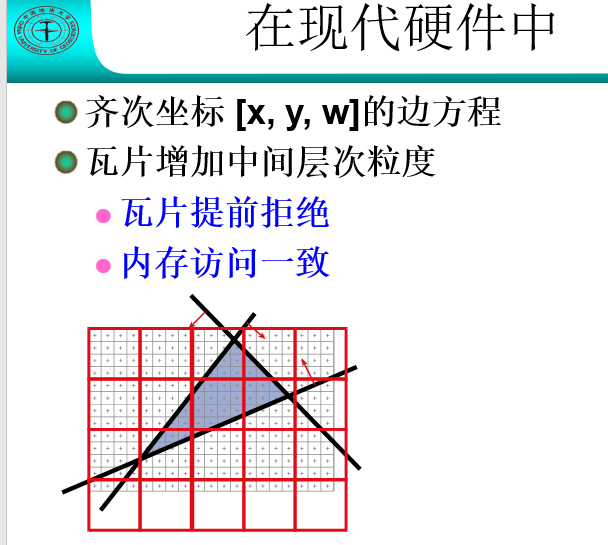 在现代硬件中
齐次坐标 [x, y, w]的边方程
瓦片增加中间层次粒度
瓦片提前拒绝
内存访问一致